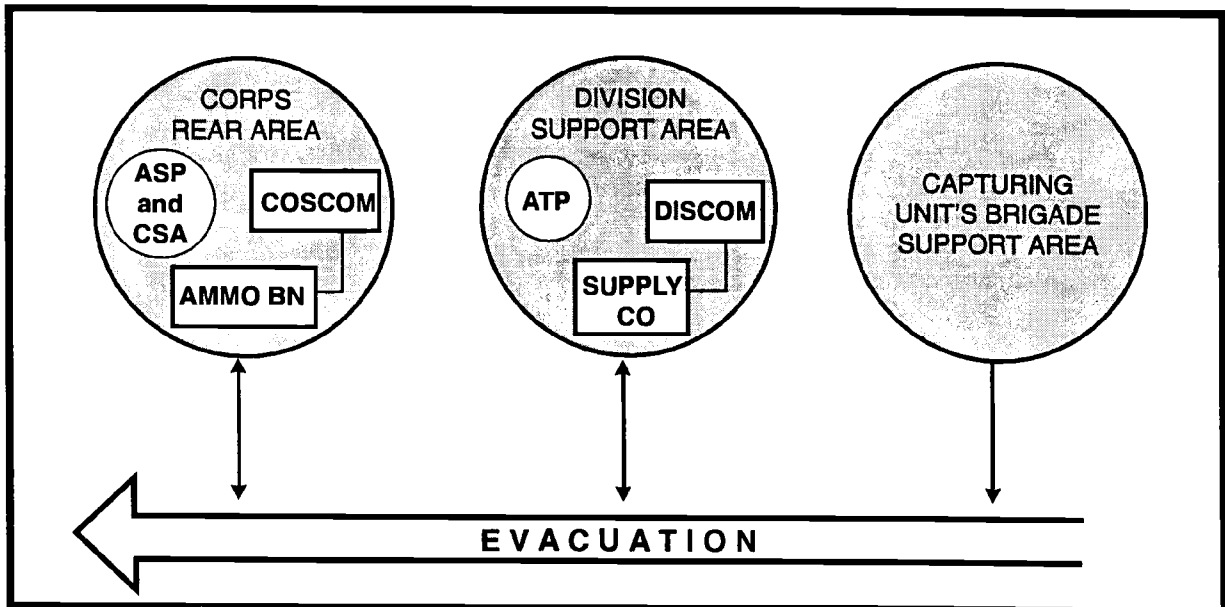 CORPS
REAR AREA
ASP
and
CSA
COSCOM
AMMO BN
DIVISION
SUPPORT AREA
ATP
DISCOM
SUPPLY
CO
CAPTURING
UNIT'S BRIGADE
SUPPORT AREA
EVACUATION